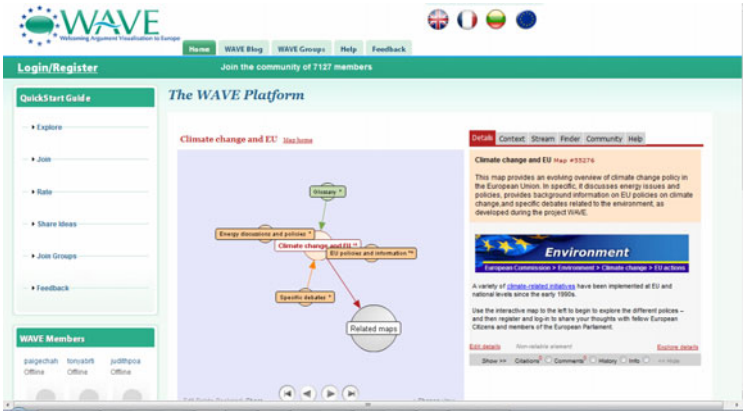 WAVE
Welcoming Argument Visualisation to Europe
Home WAVE Blog WAVE Groups Help Feedback
Login/Register
Join the community of 7127 members
QuickStart Guide
Explore
Join
Rate
Share Ideas
Join Groups
Feedback
WAVE Members
paigechah tonyabrfi judithpoa
Offline Offline Offline
The WAVE Platform
Climate change and EU Map home
Glossary
Energy discussions and policies
Climate change and EU
EU policies and information
Specific debates
Related maps
Details Context Stream Finder Community Help
Climate change and EU Map #55276
This map provides an evolving overview of climate change policy in
the European Union. In specific, it discusses energy issues and
policies, provides background information on EU policies on climate
change,and specific debates related to the environment, as
developed during the project WAVE.
Environment
European Commission > Environment > Climate change > EU actions
A variety of climate-related initiatives have been implemented at EU and
national levels since the early 1990s.
Use the interactive map to the left to begin to explore the different polices –
and then register and log-in to share your thoughts with fellow European
Citizens and members of the European Parliament.
Edit details Non-reliable element Explore details
Show >> Citations Comments History Info << Hide